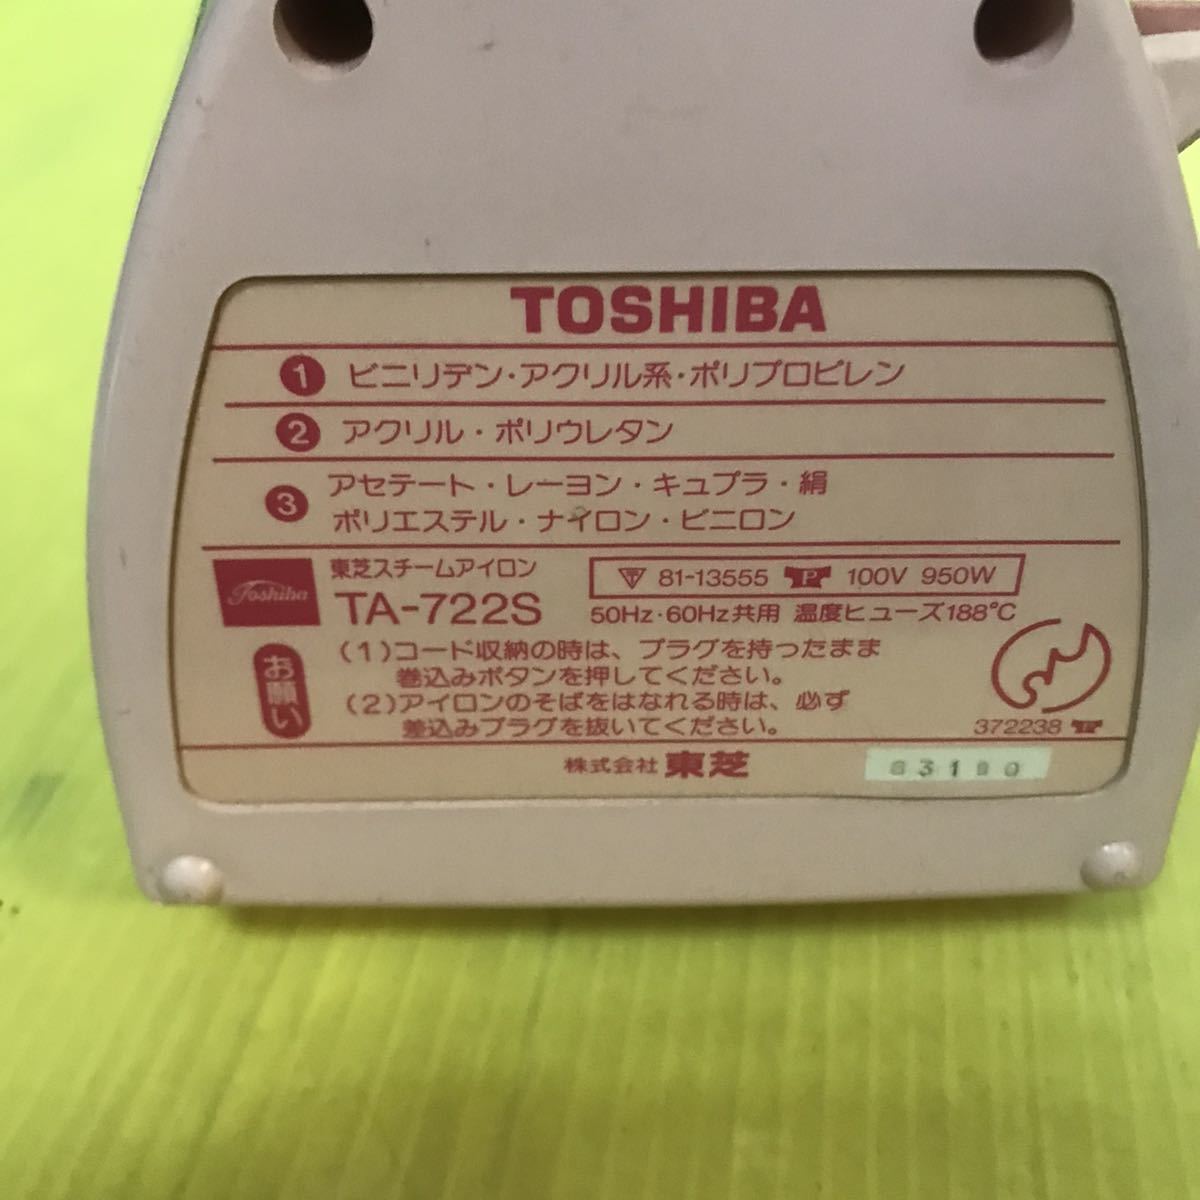 TOSHIBA
1 ビニリデン・アクリル系・ポリプロピレン
2 アクリル・ポリウレタン
3 アセテート・レーヨン・キュプラ・絹
ポリエステル・ナイロン・ビニロン
Toshiba
東芝スチームアイロン
TA-722S
〒 81-13555 P 100V 950W
50Hz・60Hz共用 温度ヒューズ188℃
お願い
(1)コード収納の時は、プラグを持ったまま
巻込みボタンを押してください。
(2)アイロンのそばをはなれる時は、必ず
差込みプラグを抜いてください。
372238
株式会社 東芝